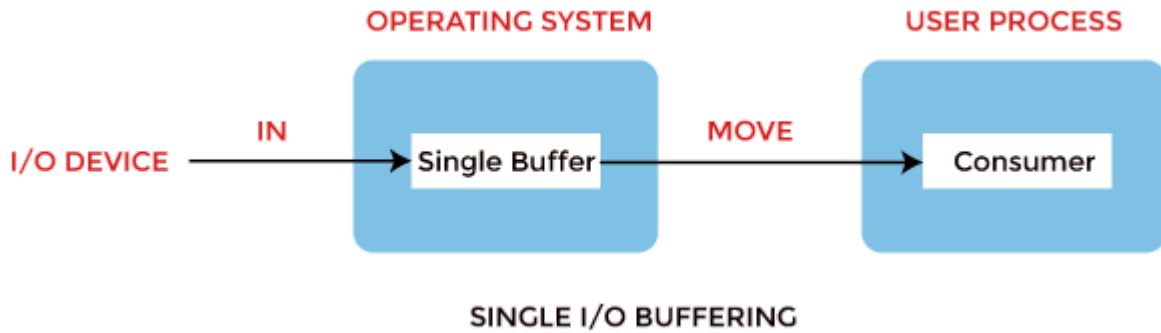 OPERATING SYSTEM
USER PROCESS
I/O DEVICE
IN
Single Buffer
MOVE
Consumer
SINGLE I/O BUFFERING